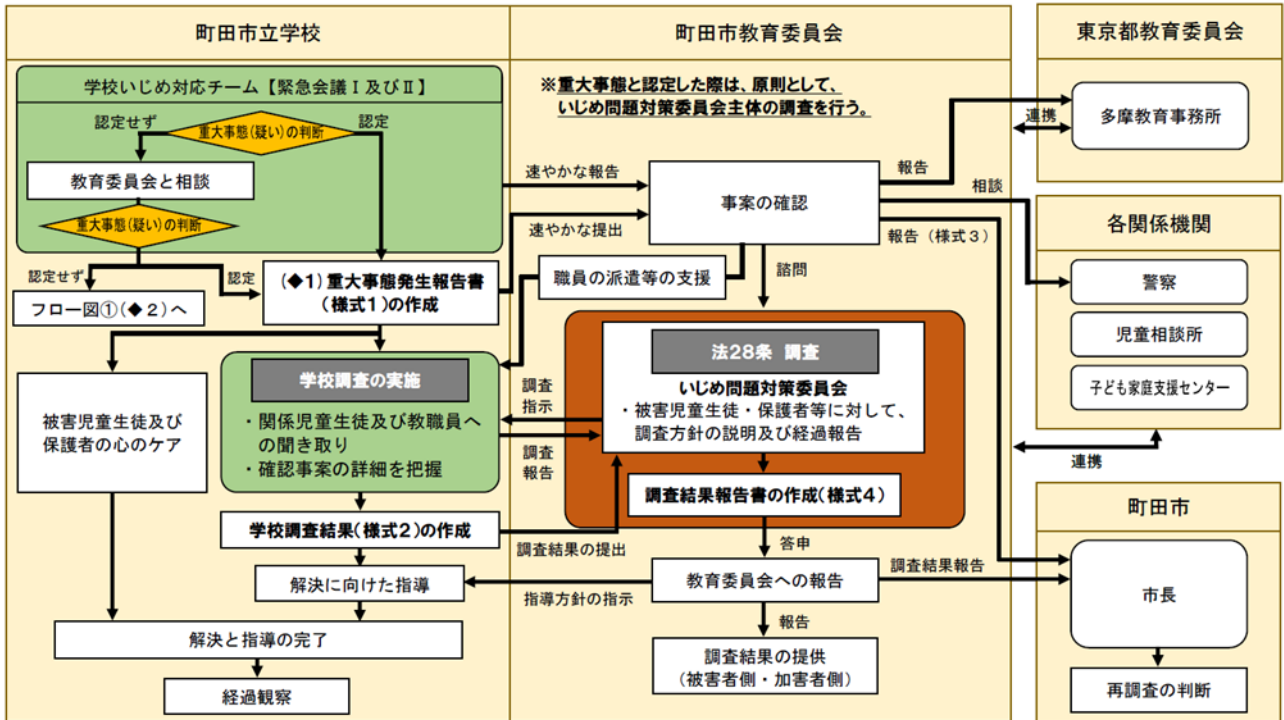 町田市立学校
町田市教育委員会
東京都教育委員会
学校いじめ対応チーム【緊急会議Ⅰ及びⅡ】
認定せず
重大事態(疑い)の判断
認定
教育委員会と相談
重大事態(疑い)の判断
認定せず
認定
フロー図①(◆2)へ
(◆1)重大事態発生報告書
(様式1)の作成
被害児童生徒及び
保護者の心のケア
学校調査の実施
・関係児童生徒及び教職員へ
の聞き取り
・確認事案の詳細を把握
学校調査結果(様式2)の作成
解決に向けた指導
解決と指導の完了
経過観察
※重大事態と認定した際は、原則として、
いじめ問題対策委員会主体の調査を行う。
速やかな報告
速やかな提出
事案の確認
職員の派遣等の支援
諮問
法28条 調査
いじめ問題対策委員会
・被害児童生徒・保護者等に対して、
調査方針の説明及び経過報告
調査
指示
調査
報告
調査結果報告書の作成(様式4)
調査結果の提出
答申
教育委員会への報告
指導方針の指示
報告
調査結果の提供
(被害者側・加害者側)
報告
相談
報告(様式3)
調査結果報告
連携
多摩教育事務所
各関係機関
警察
児童相談所
子ども家庭支援センター
連携
町田市
市長
再調査の判断